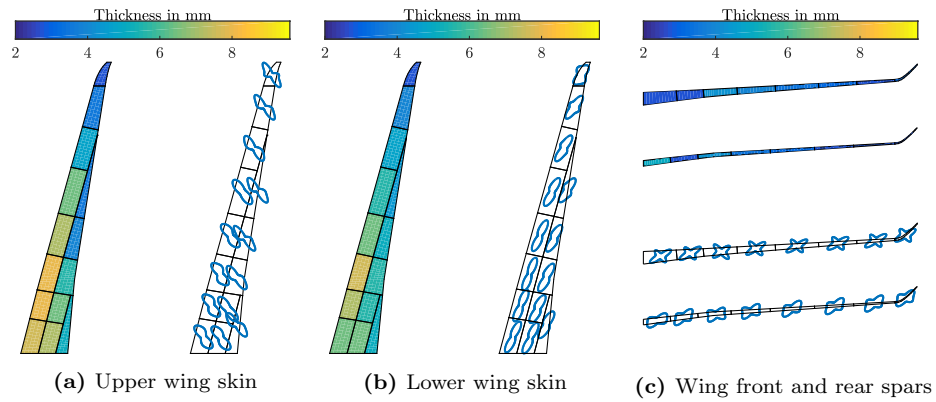 Thickness in mm
2 4 6 8
Thickness in mm
2 4 6 8
Thickness in mm
2 4 6 8
(a) Upper wing skin
(b) Lower wing skin
(c) Wing front and rear spars